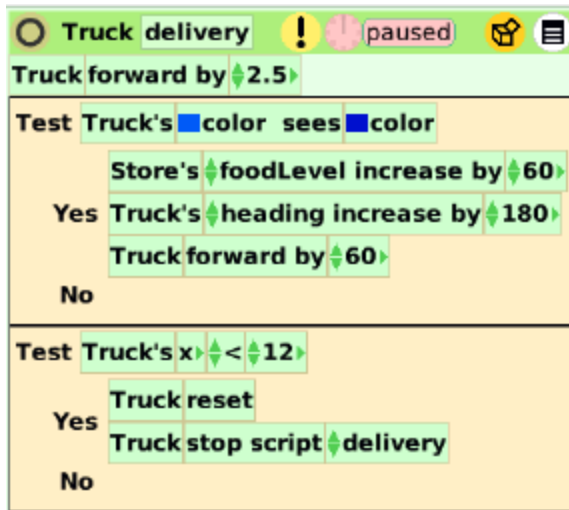 Truck delivery ! paused
Truck forward by 2.5
Test Truck's color sees color
Store's foodLevel increase by 60
Yes Truck's heading increase by 180
Truck forward by 60
No
Test Truck's x < 12
Truck reset
Yes
Truck stop script delivery
No